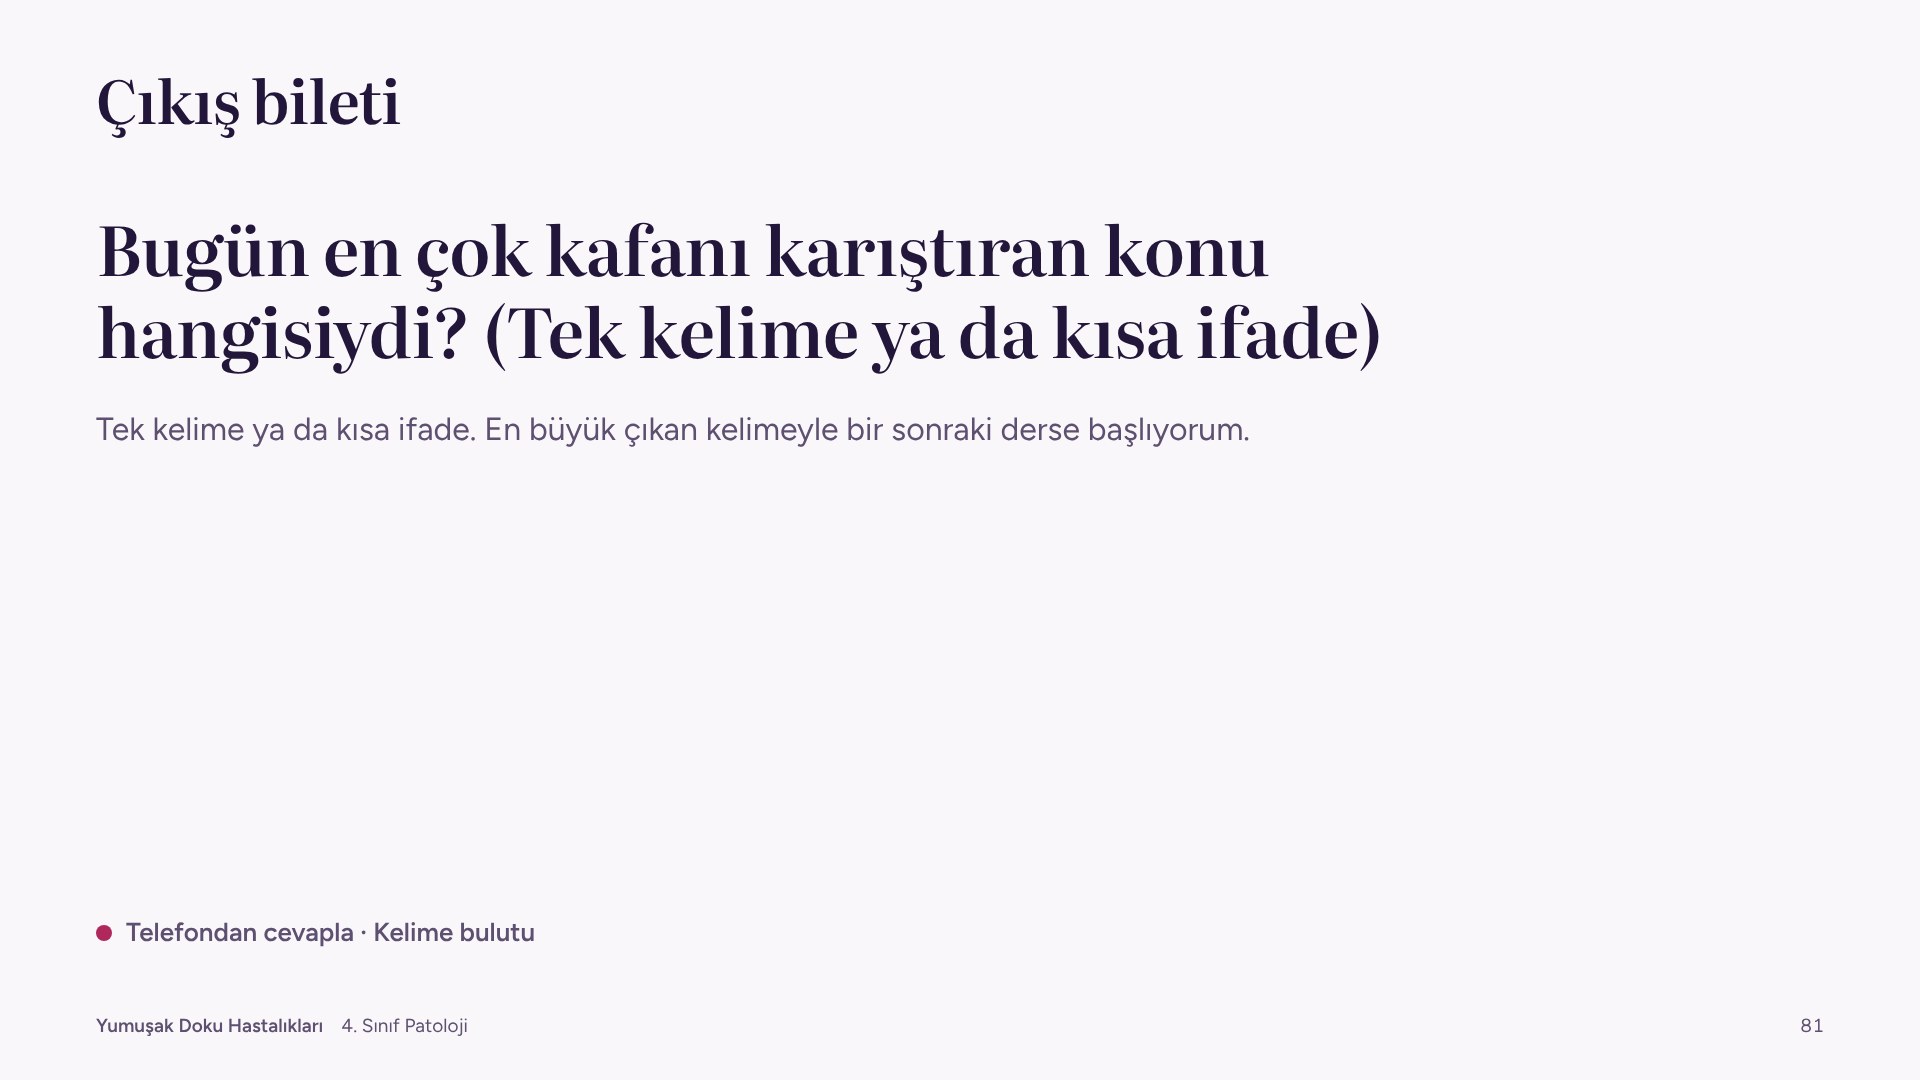 Çıkış bileti
Bugün en çok kafanı karıştıran konu
hangisiydi? (Tek kelime ya da kısa ifade)
Tek kelime ya da kısa ifade. En büyük çıkan kelimeyle bir sonraki derse başlıyorum.
Telefondan cevapla · Kelime bulutu
Yumuşak Doku Hastalıkları 4. Sınıf Patoloji
81